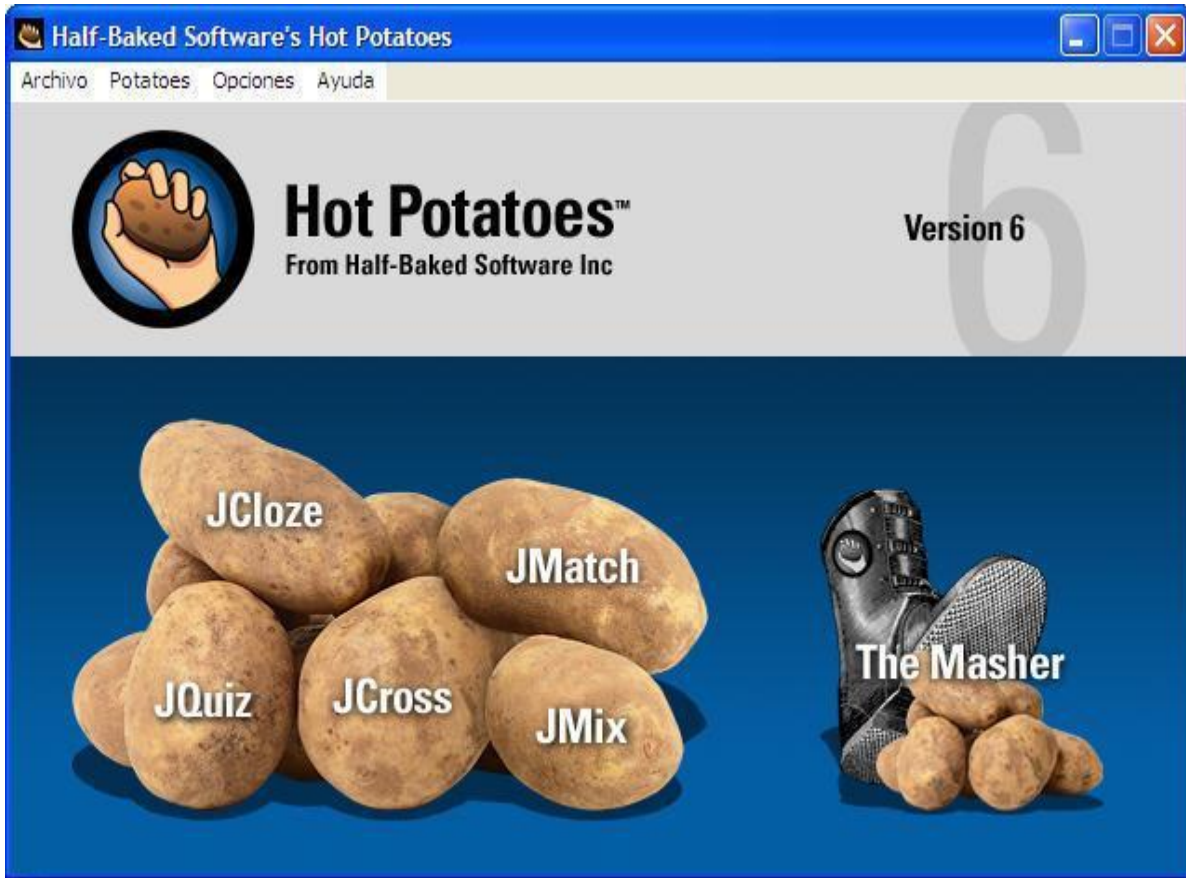 Half-Baked Software's Hot Potatoes
Archivo Potatoes Opciones Ayuda
Hot Potatoes™
From Half-Baked Software Inc
6
Version 6
JCloze
JMatch
JQuiz
JCross
JMix
The Masher